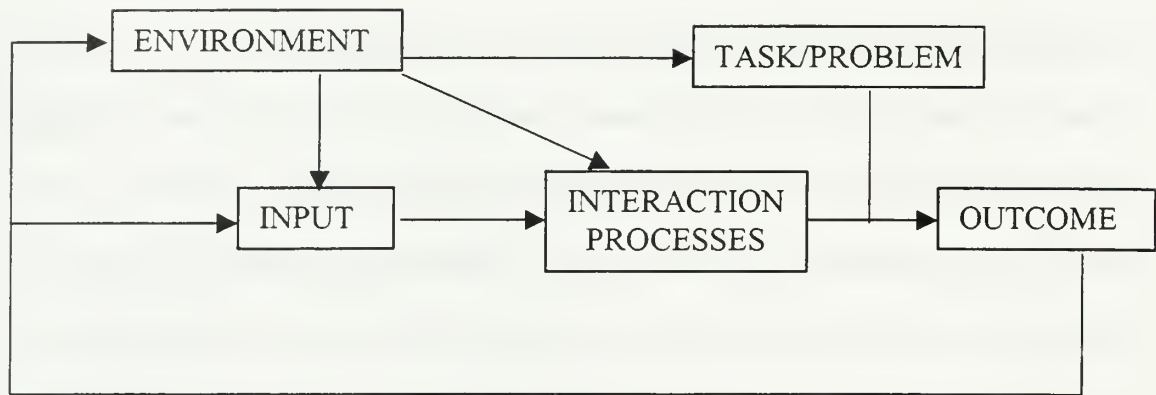 ENVIRONMENT
TASK/PROBLEM
INPUT
INTERACTION
PROCESSES
OUTCOME